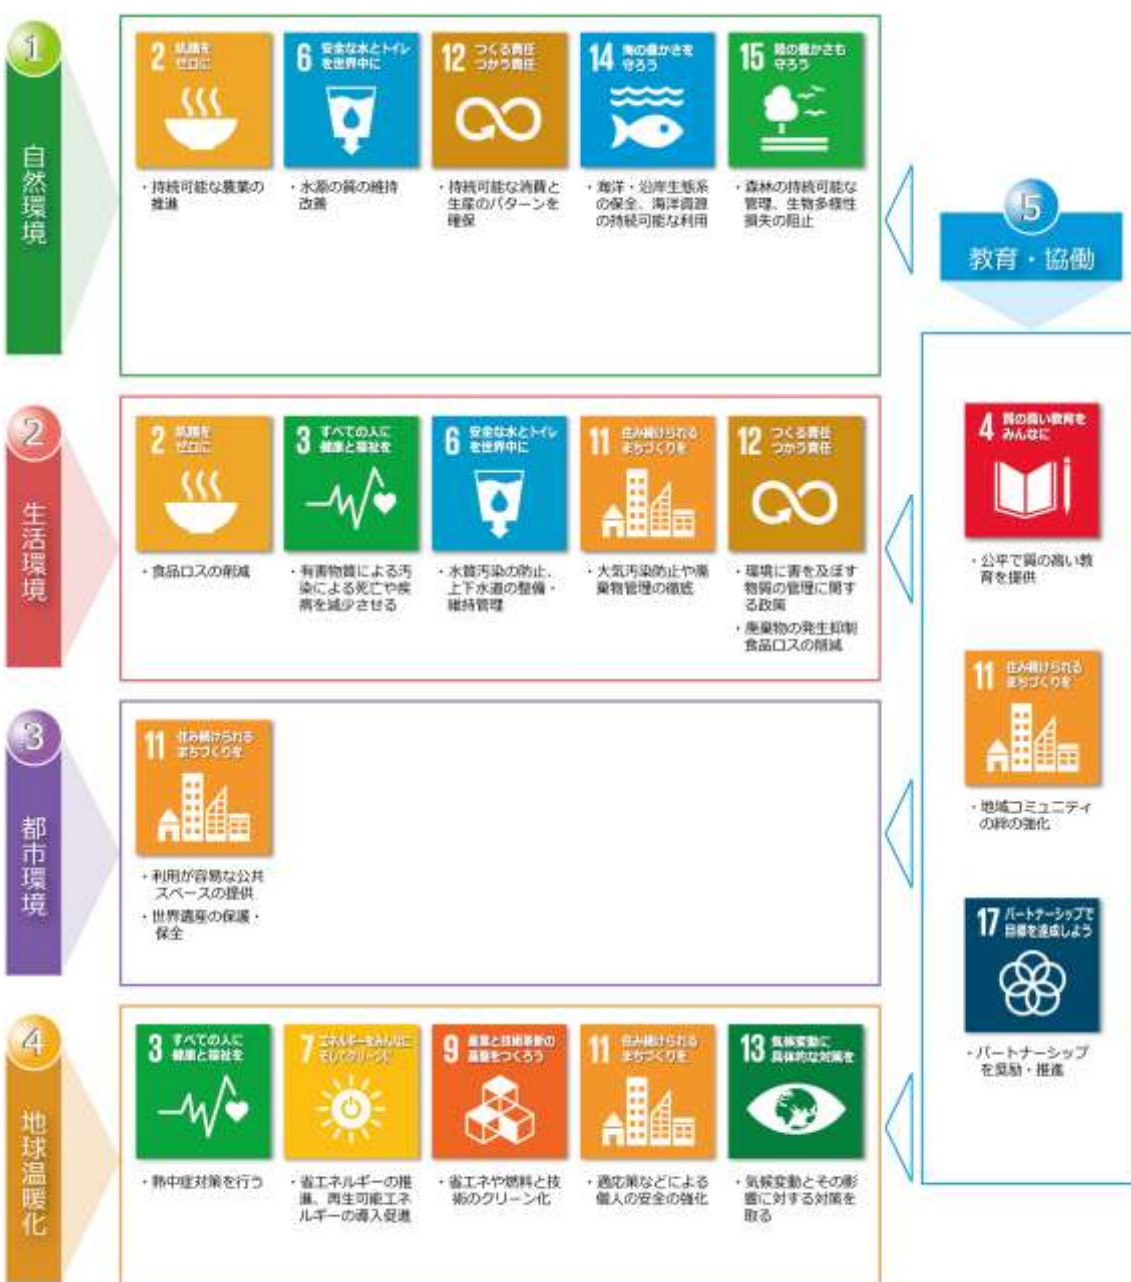 1
自然環境
2 飢餓を
ゼロに
・持続可能な農業の
推進
6 安全な水とトイレ
を世界中に
・水源の質の維持
改善
12 つくる責任
つかう責任
・持続可能な消費と
生産のパターンを
確保
14 海の豊かさを
守ろう
・海洋・沿岸生態系
の保全、海洋資源
の持続可能な利用
15 陸の豊かさも
守ろう
・森林の持続可能な
管理、生物多様性
損失の阻止
2
生活環境
2 飢餓を
ゼロに
・食品ロスの削減
3 すべての人に
健康と福祉を
・有害物質による汚
染による死亡や疾
病を減少させる
6 安全な水とトイレ
を世界中に
・水質汚染の防止、
上下水道の整備・
維持管理
11 住み続けられる
まちづくりを
・大気汚染防止や廃
棄物管理の徹底
12 つくる責任
つかう責任
・環境に害を及ぼす
物質の管理に関す
る政策
・廃棄物の発生抑制
食品ロスの削減
3
都市環境
11 住み続けられる
まちづくりを
・利用が容易な公共
スペースの提供
・世界遺産の保護・
保全
4
地球温暖化
3 すべての人に
健康と福祉を
・熱中症対策を行う
7 エネルギーをみんなに
そしてクリーンに
・省エネルギーの推
進、再生可能エネ
ルギーの導入促進
9 産業と技術革新の
基盤をつくろう
・省エネや燃料と技
術のクリーン化
11 住み続けられる
まちづくりを
・適応策などによる
個人の安全の強化
13 気候変動に
具体的な対策を
・気候変動とその影
響に対する対策を
取る
5
教育・協働
4 質の高い教育を
みんなに
・公平で質の高い教
育を提供
11 住み続けられる
まちづくりを
・地域コミュニティ
の絆の強化
17 パートナーシップで
目標を達成しよう
・パートナーシップ
を奨励・推進